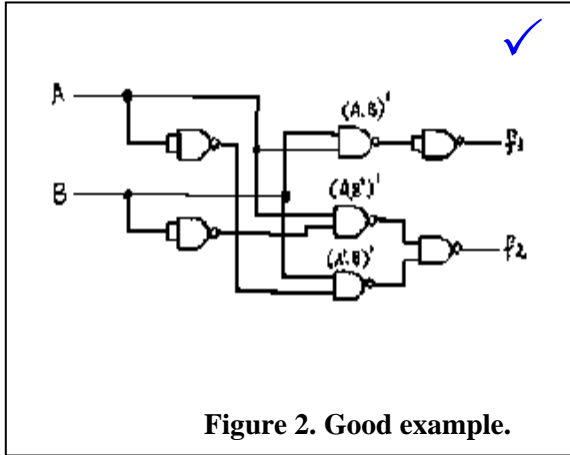 A
(A.B)'
f1
B
(A.B')'
(A'.B)'
f2
Figure 2. Good example.